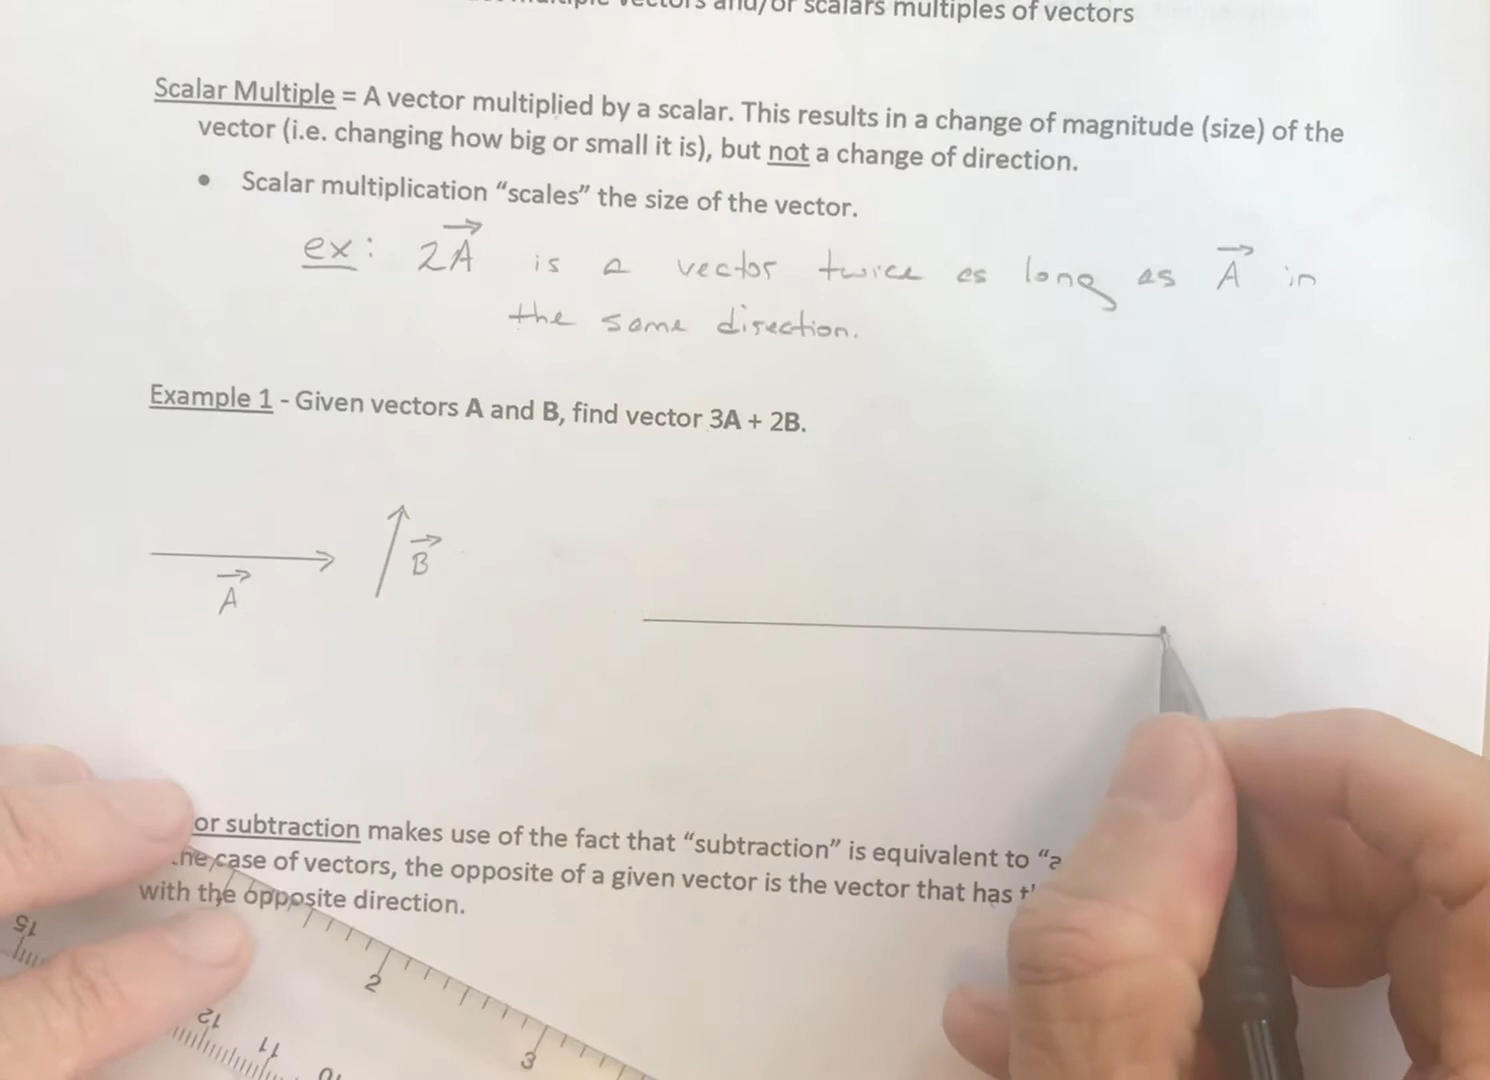 vectors and/or scalars multiples of vectors
Scalar Multiple = A vector multiplied by a scalar. This results in a change of magnitude (size) of the
vector (i.e. changing how big or small it is), but not a change of direction.
• Scalar multiplication “scales” the size of the vector.
ex: 2A is a vector twice as long as A in
the same direction.
Example 1 - Given vectors A and B, find vector 3A + 2B.
B
A
or subtraction makes use of the fact that “subtraction” is equivalent to “a
case of vectors, the opposite of a given vector is the vector that has
with the opposite direction.
15
2
12
11
3